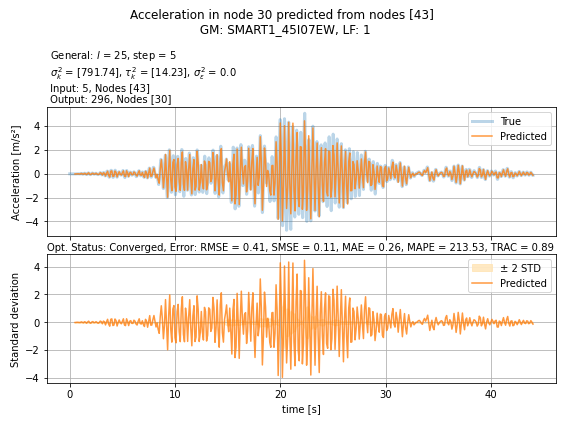 Acceleration in node 30 predicted from nodes [43]
GM: SMART1_45I07EW, LF: 1
General: l = 25, step = 5
σ²ₖ = [791.74], τ²ₖ = [14.23], σ²ε = 0.0
Input: 5, Nodes [43]
Output: 296, Nodes [30]
Acceleration [m/s²]
4
2
0
−2
−4
True
Predicted
Opt. Status: Converged, Error: RMSE = 0.41, SMSE = 0.11, MAE = 0.26, MAPE = 213.53, TRAC = 0.89
Standard deviation
4
2
0
−2
−4
± 2 STD
Predicted
0
10
20
30
40
time [s]